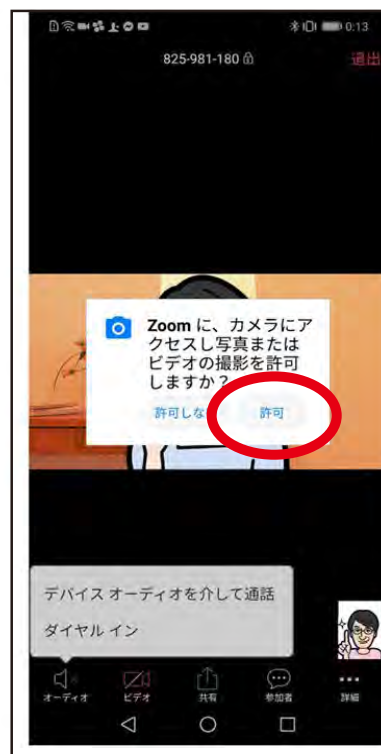 0:13
825-981-180
退出
Zoom に、カメラにア
クセスし写真または
ビデオの撮影を許可
しますか？
許可しな
許可
デバイス オーディオを介して通話
ダイヤル イン
オーディオ
ビデオ
共有
参加者
詳細